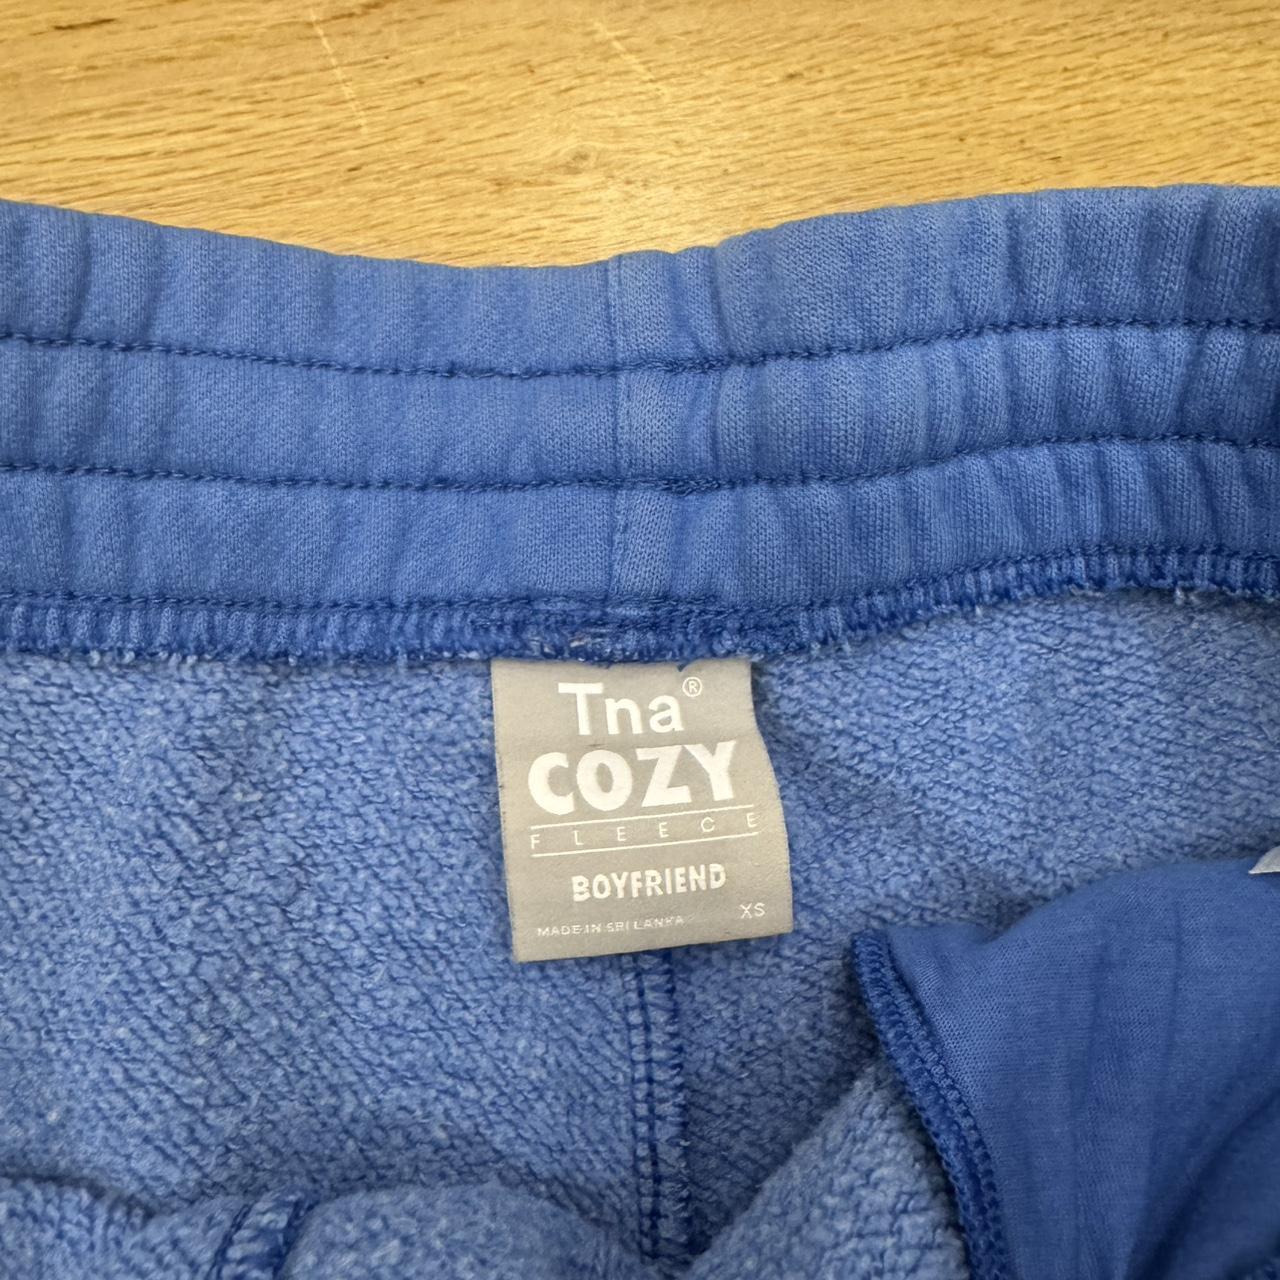 Tna®
COZY
FLEECE
BOYFRIEND
MADE IN SRI LANKA
XS